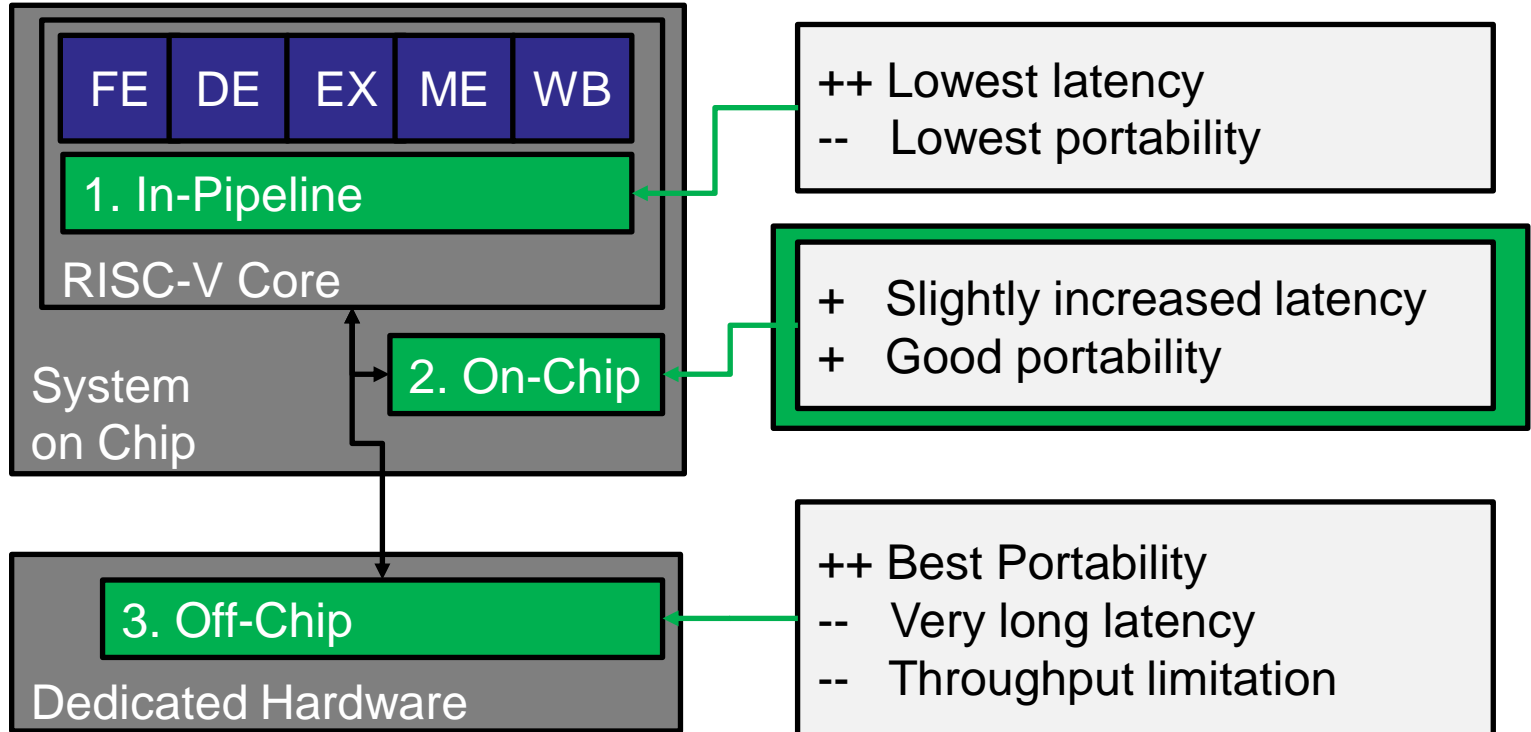 FE DE EX ME WB
1. In-Pipeline
RISC-V Core
2. On-Chip
System
on Chip
3. Off-Chip
Dedicated Hardware
++ Lowest latency
-- Lowest portability
+ Slightly increased latency
+ Good portability
++ Best Portability
-- Very long latency
-- Throughput limitation